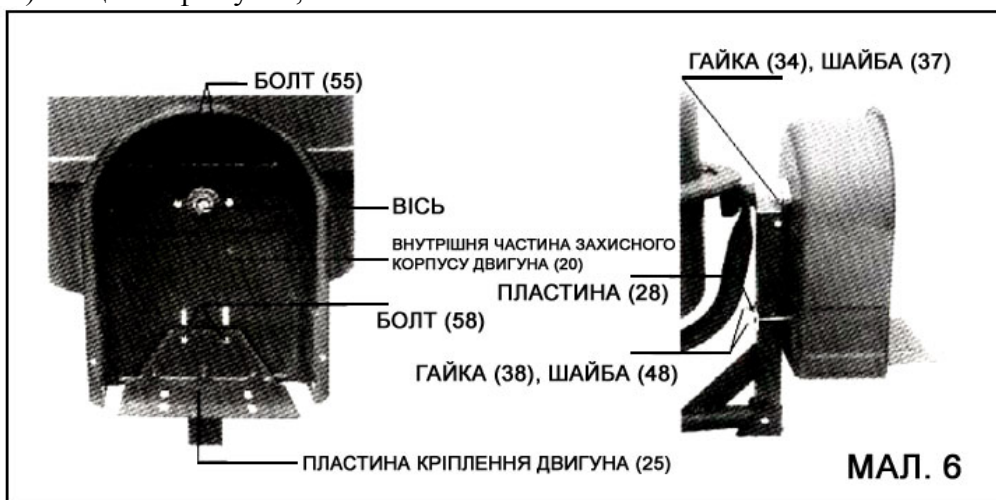 БОЛТ (55)
ВІСЬ
ВНУТРІШНЯ ЧАСТИНА ЗАХИСНОГО
КОРПУСУ ДВИГУНА (20)
БОЛТ (58)
ПЛАСТИНА КРІПЛЕННЯ ДВИГУНА (25)
ГАЙКА (34), ШАЙБА (37)
ПЛАСТИНА (28)
ГАЙКА (38), ШАЙБА (48)
МАЛ. 6